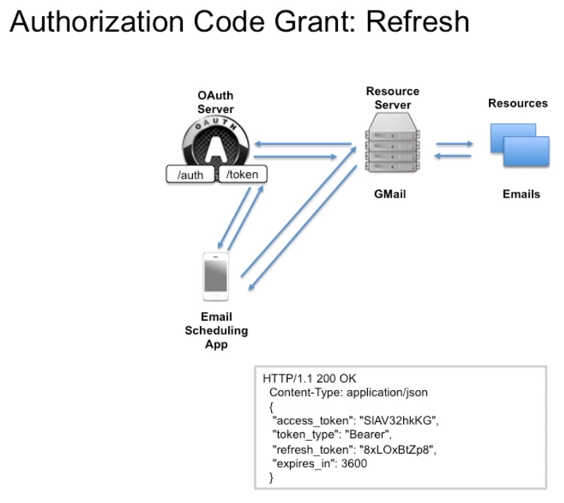 Authorization Code Grant: Refresh
OAuth
Server
Resource
Server
Resources
OAUTH
A
/auth
/token
GMail
Emails
Email
Scheduling
App
HTTP/1.1 200 OK
Content-Type: application/json
{
"access_token": "SlAV32hkKG",
"token_type": "Bearer",
"refresh_token": "8xLOxBtZp8",
"expires_in": 3600
}